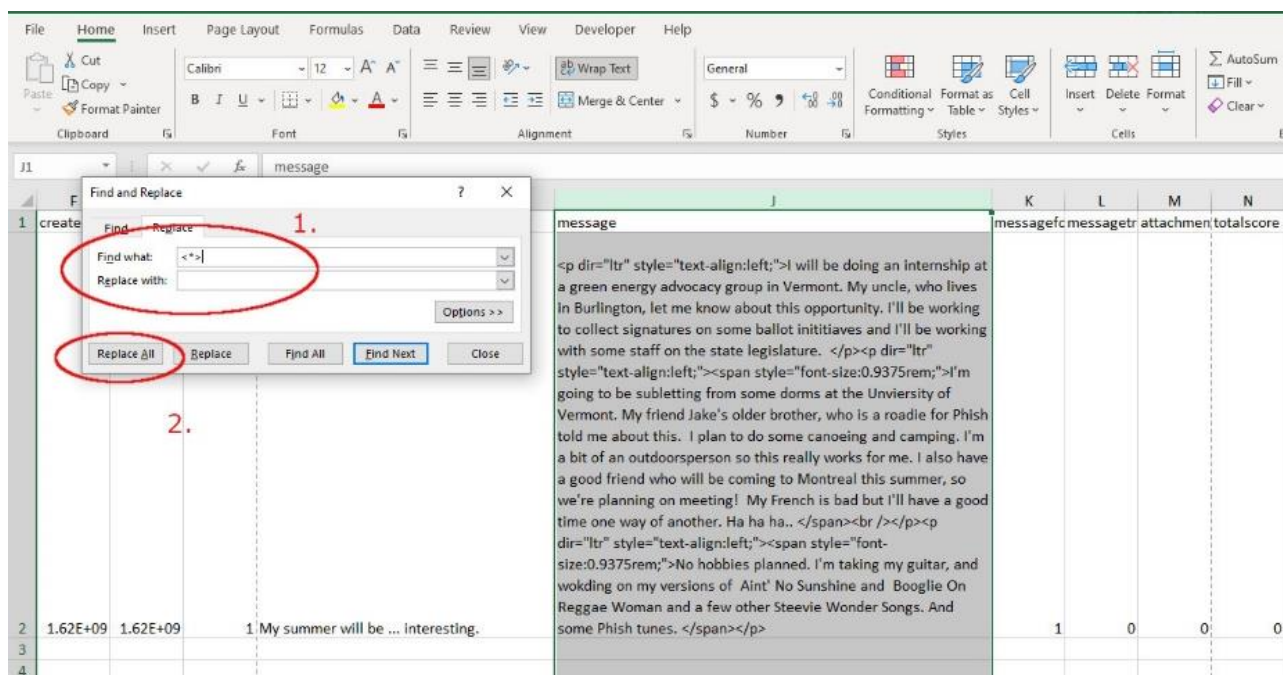 File Home Insert Page Layout Formulas Data Review View Developer Help
Cut
Copy
Paste
Format Painter
Clipboard
Calibri 12 A A
B I U A
Font
Wrap Text
Merge & Center
Alignment
General
$ % 9
Number
Conditional Formatting
Format as Table
Cell Styles
Styles
Insert Delete Format
Cells
AutoSum
Fill
Clear
J1 fx message
F J K L M N
1 create message messagefc messagetr attachmen totalscore
Find and Replace ? ×
Find Replace
1.
Find what: <*>
Replace with:
Options >>
Replace All Replace Find All Find Next Close
2.
<p dir="ltr" style="text-align:left;">I will be doing an internship at
a green energy advocacy group in Vermont. My uncle, who lives
in Burlington, let me know about this opportunity. I'll be working
to collect signatures on some ballot inititiaves and I'll be working
with some staff on the state legislature. </p><p dir="ltr"
style="text-align:left;"><span style="font-size:0.9375rem;">I'm
going to be subletting from some dorms at the Unviersity of
Vermont. My friend Jake's older brother, who is a roadie for Phish
told me about this. I plan to do some canoeing and camping. I'm
a bit of an outdoorsperson so this really works for me. I also have
a good friend who will be coming to Montreal this summer, so
we're planning on meeting! My French is bad but I'll have a good
time one way of another. Ha ha ha.. </span><br /></p><p
dir="ltr" style="text-align:left;"><span style="font-
size:0.9375rem;">No hobbies planned. I'm taking my guitar, and
wokding on my versions of Aint' No Sunshine and Booglie On
Reggae Woman and a few other Steevie Wonder Songs. And
some Phish tunes. </span></p>
2 1.62E+09 1.62E+09 1 My summer will be ... interesting. 1 0 0 0
3
4